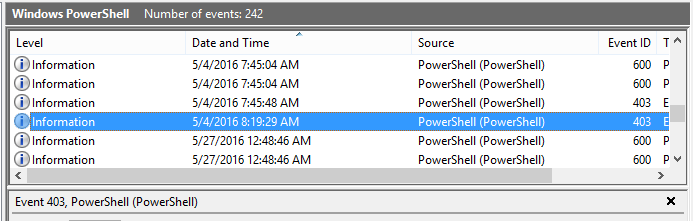 Windows PowerShell Number of events: 242
Level Date and Time Source Event ID T
Information 5/4/2016 7:45:04 AM PowerShell (PowerShell) 600 P
Information 5/4/2016 7:45:04 AM PowerShell (PowerShell) 600 P
Information 5/4/2016 7:45:48 AM PowerShell (PowerShell) 403 E
Information 5/4/2016 8:19:29 AM PowerShell (PowerShell) 403 E
Information 5/27/2016 12:48:46 AM PowerShell (PowerShell) 600 P
Information 5/27/2016 12:48:46 AM PowerShell (PowerShell) 600 P
Event 403, PowerShell (PowerShell)